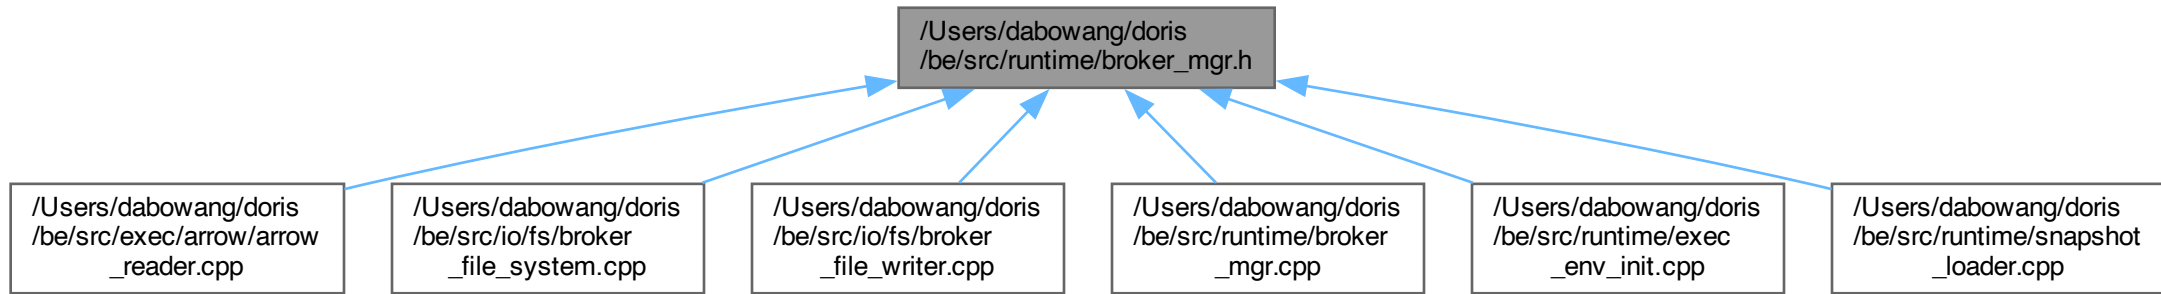 /Users/dabowang/doris
/be/src/runtime/broker_mgr.h
/Users/dabowang/doris
/be/src/exec/arrow/arrow
_reader.cpp
/Users/dabowang/doris
/be/src/io/fs/broker
_file_system.cpp
/Users/dabowang/doris
/be/src/io/fs/broker
_file_writer.cpp
/Users/dabowang/doris
/be/src/runtime/broker
_mgr.cpp
/Users/dabowang/doris
/be/src/runtime/exec
_env_init.cpp
/Users/dabowang/doris
/be/src/runtime/snapshot
_loader.cpp